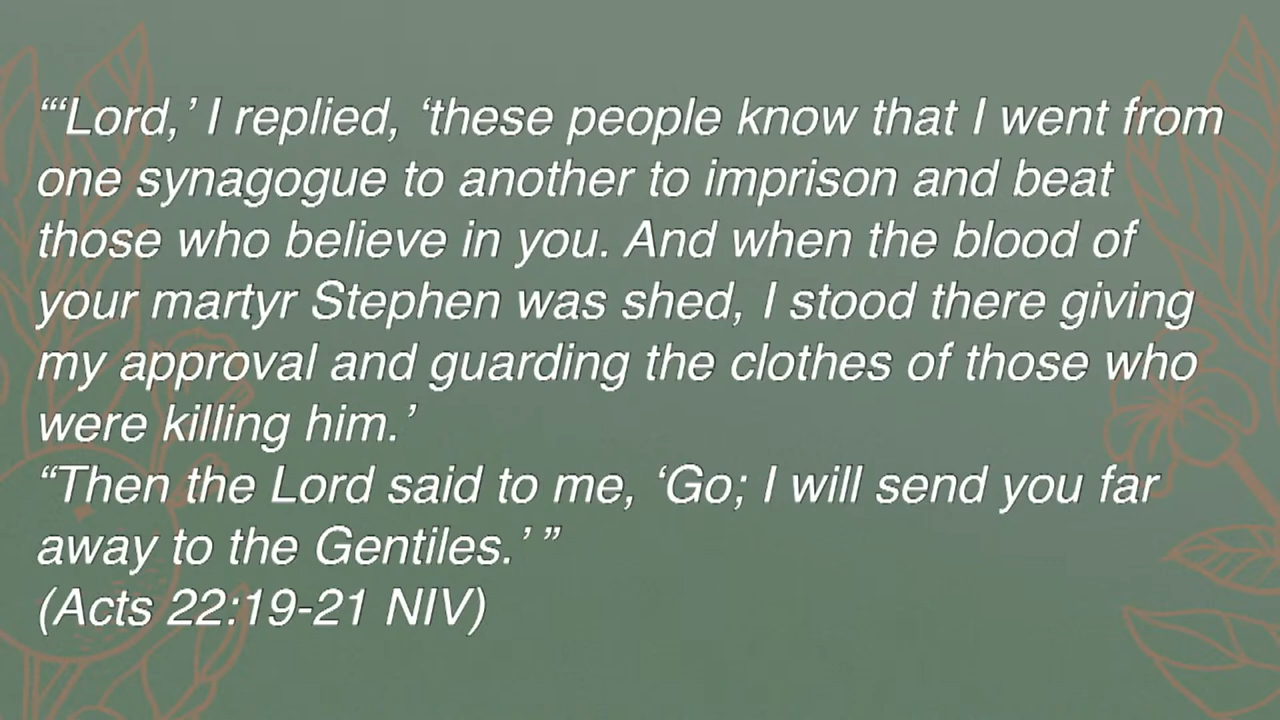 “‘Lord,’ I replied, ‘these people know that I went from
one synagogue to another to imprison and beat
those who believe in you. And when the blood of
your martyr Stephen was shed, I stood there giving
my approval and guarding the clothes of those who
were killing him.’
“Then the Lord said to me, ‘Go; I will send you far
away to the Gentiles.’ ”
(Acts 22:19-21 NIV)